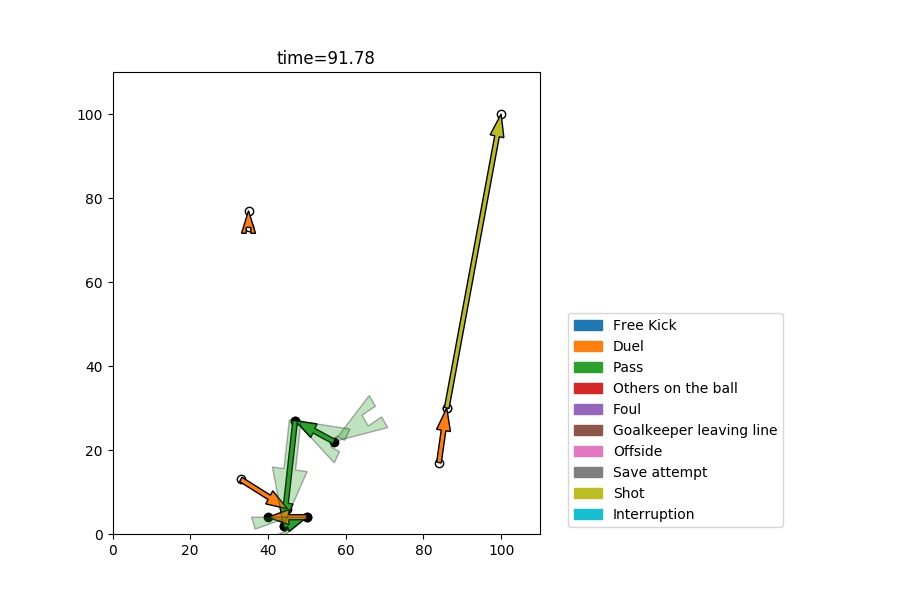 time=91.78
100
80
60
40
20
0
0 20 40 60 80 100
Free Kick
Duel
Pass
Others on the ball
Foul
Goalkeeper leaving line
Offside
Save attempt
Shot
Interruption